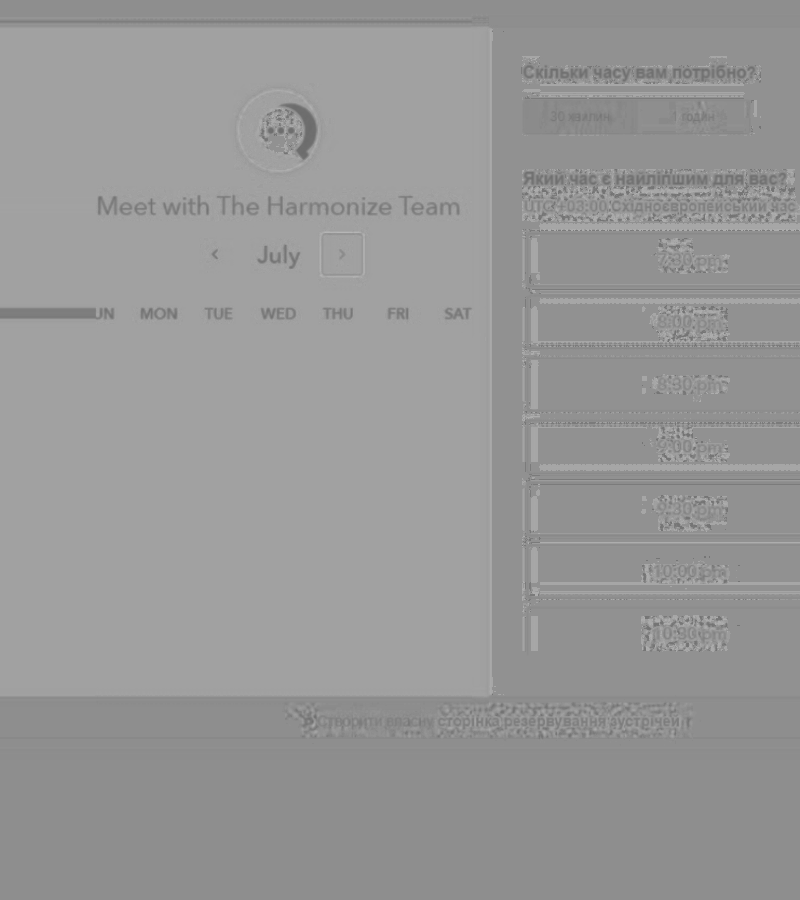 Meet with The Harmonize Team
July
UN MON TUE WED THU FRI SAT
Скільки часу вам потрібно?
30 хвилин 1 годин
Який час є найліпшим для вас?
UTC +03:00 Східноєвропейський час
7:30 pm
8:00 pm
8:30 pm
9:00 pm
9:30 pm
10:00 pm
10:30 pm
Створити власну сторінка резервування зустрічей